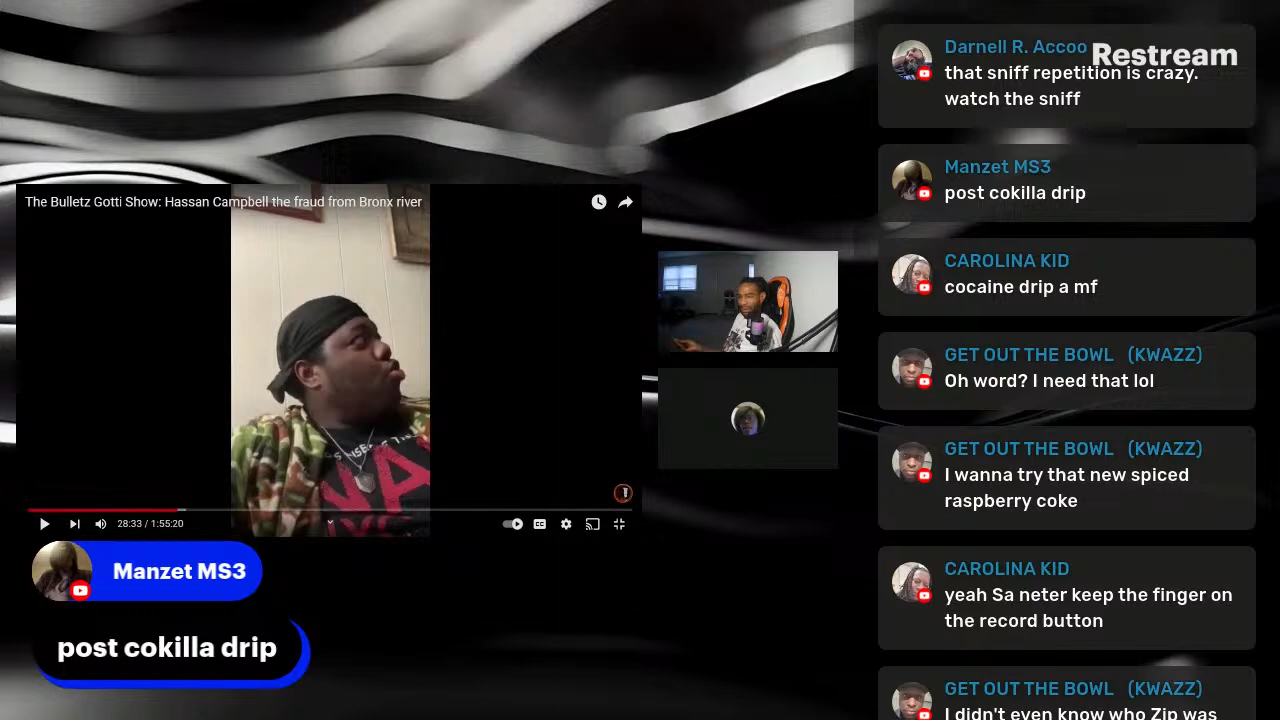 The Bulletz Gotti Show: Hassan Campbell the fraud from Bronx river
28:33 / 1:55:20
Manzet MS3
post cokilla drip
Restream
Darnell R. Accoo
that sniff repetition is crazy.
watch the sniff
Manzet MS3
post cokilla drip
CAROLINA KID
cocaine drip a mf
GET OUT THE BOWL (KWAZZ)
Oh word? I need that lol
GET OUT THE BOWL (KWAZZ)
I wanna try that new spiced
raspberry coke
CAROLINA KID
yeah Sa neter keep the finger on
the record button
GET OUT THE BOWL (KWAZZ)
I didn't even know who Zip was